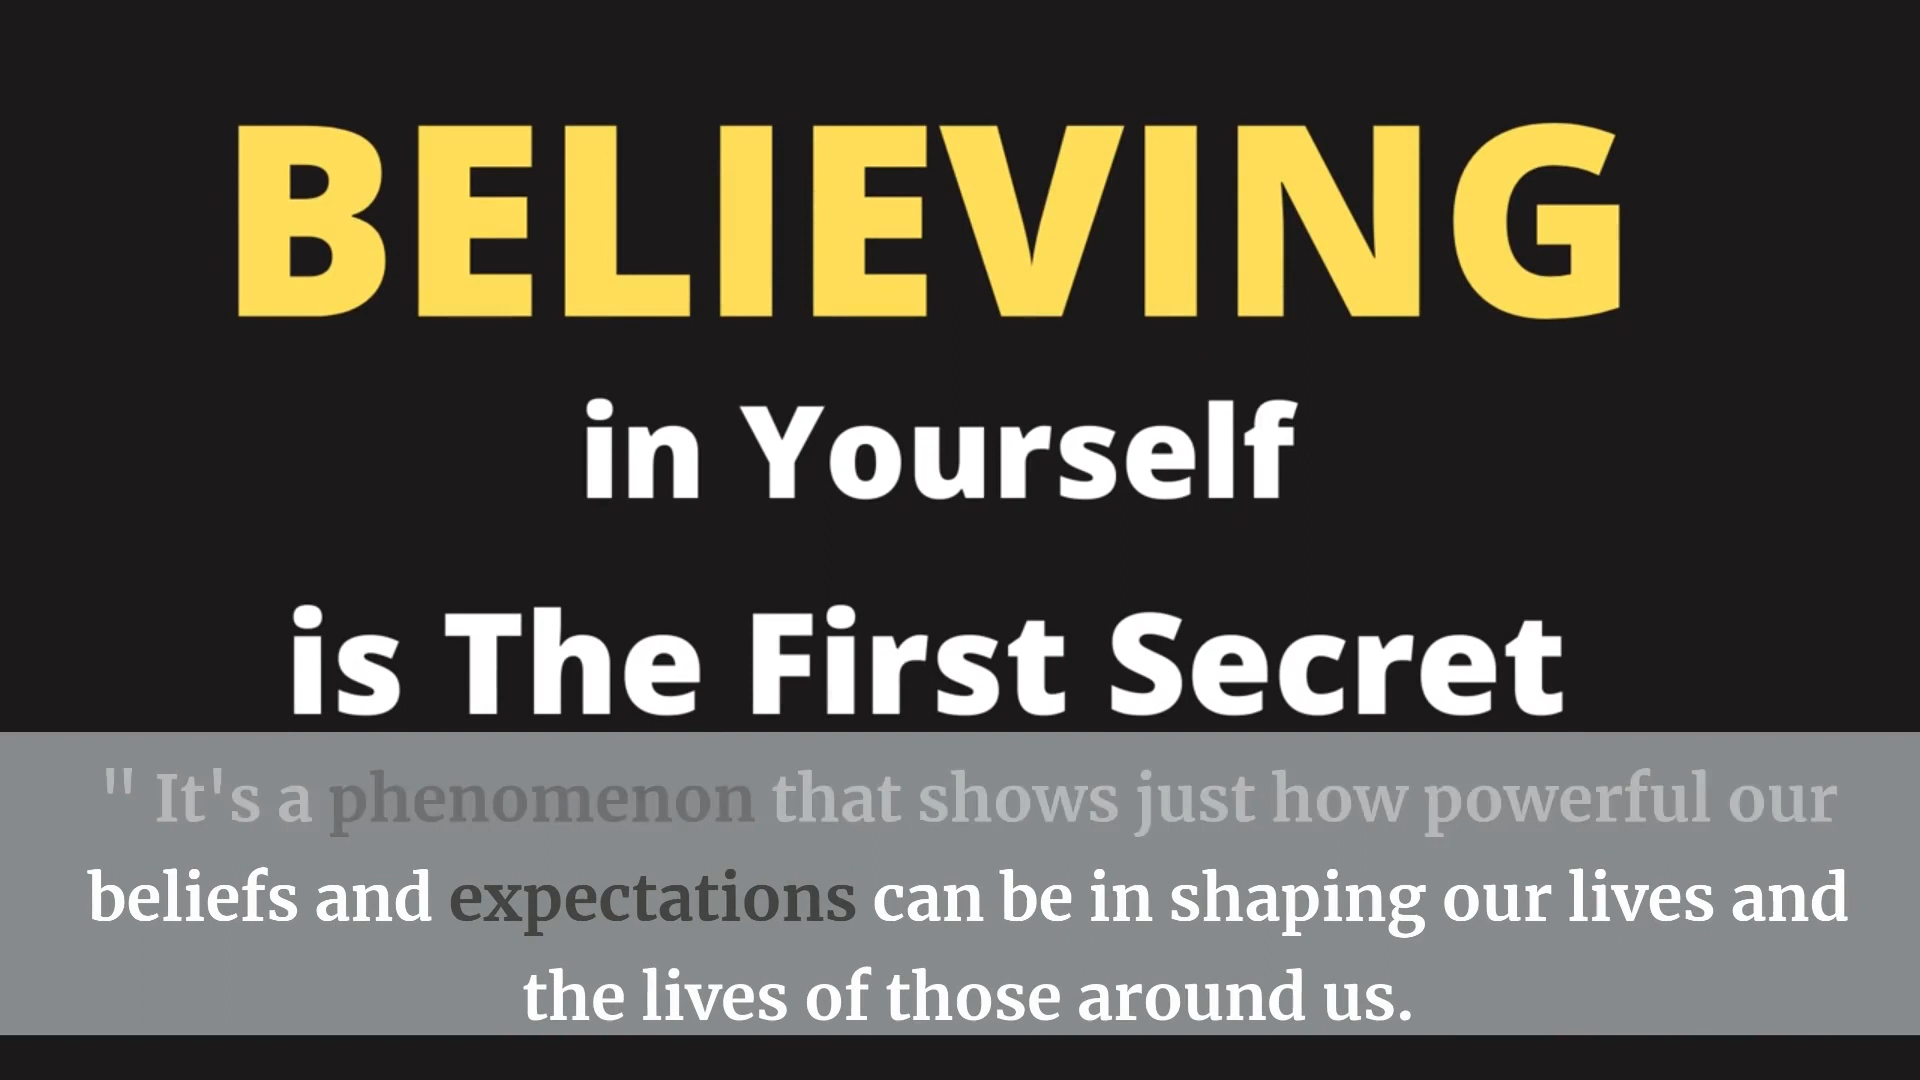 BELIEVING
in Yourself
is The First Secret
" It's a phenomenon that shows just how powerful our
beliefs and expectations can be in shaping our lives and
the lives of those around us.